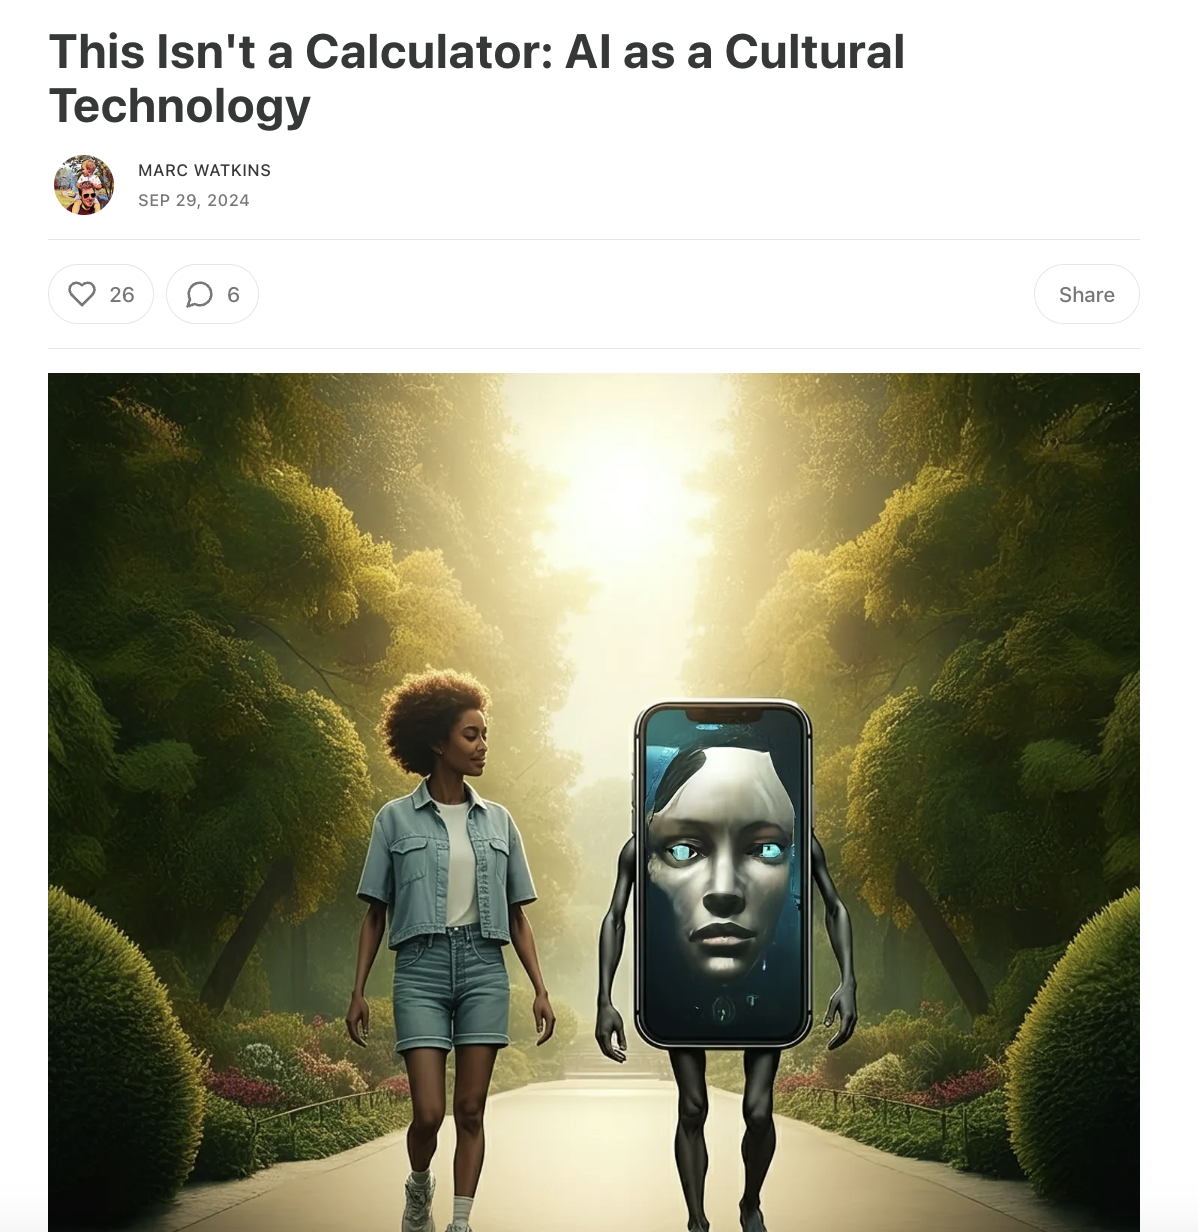 This Isn't a Calculator: AI as a Cultural
Technology
MARC WATKINS
SEP 29, 2024
26
6
Share